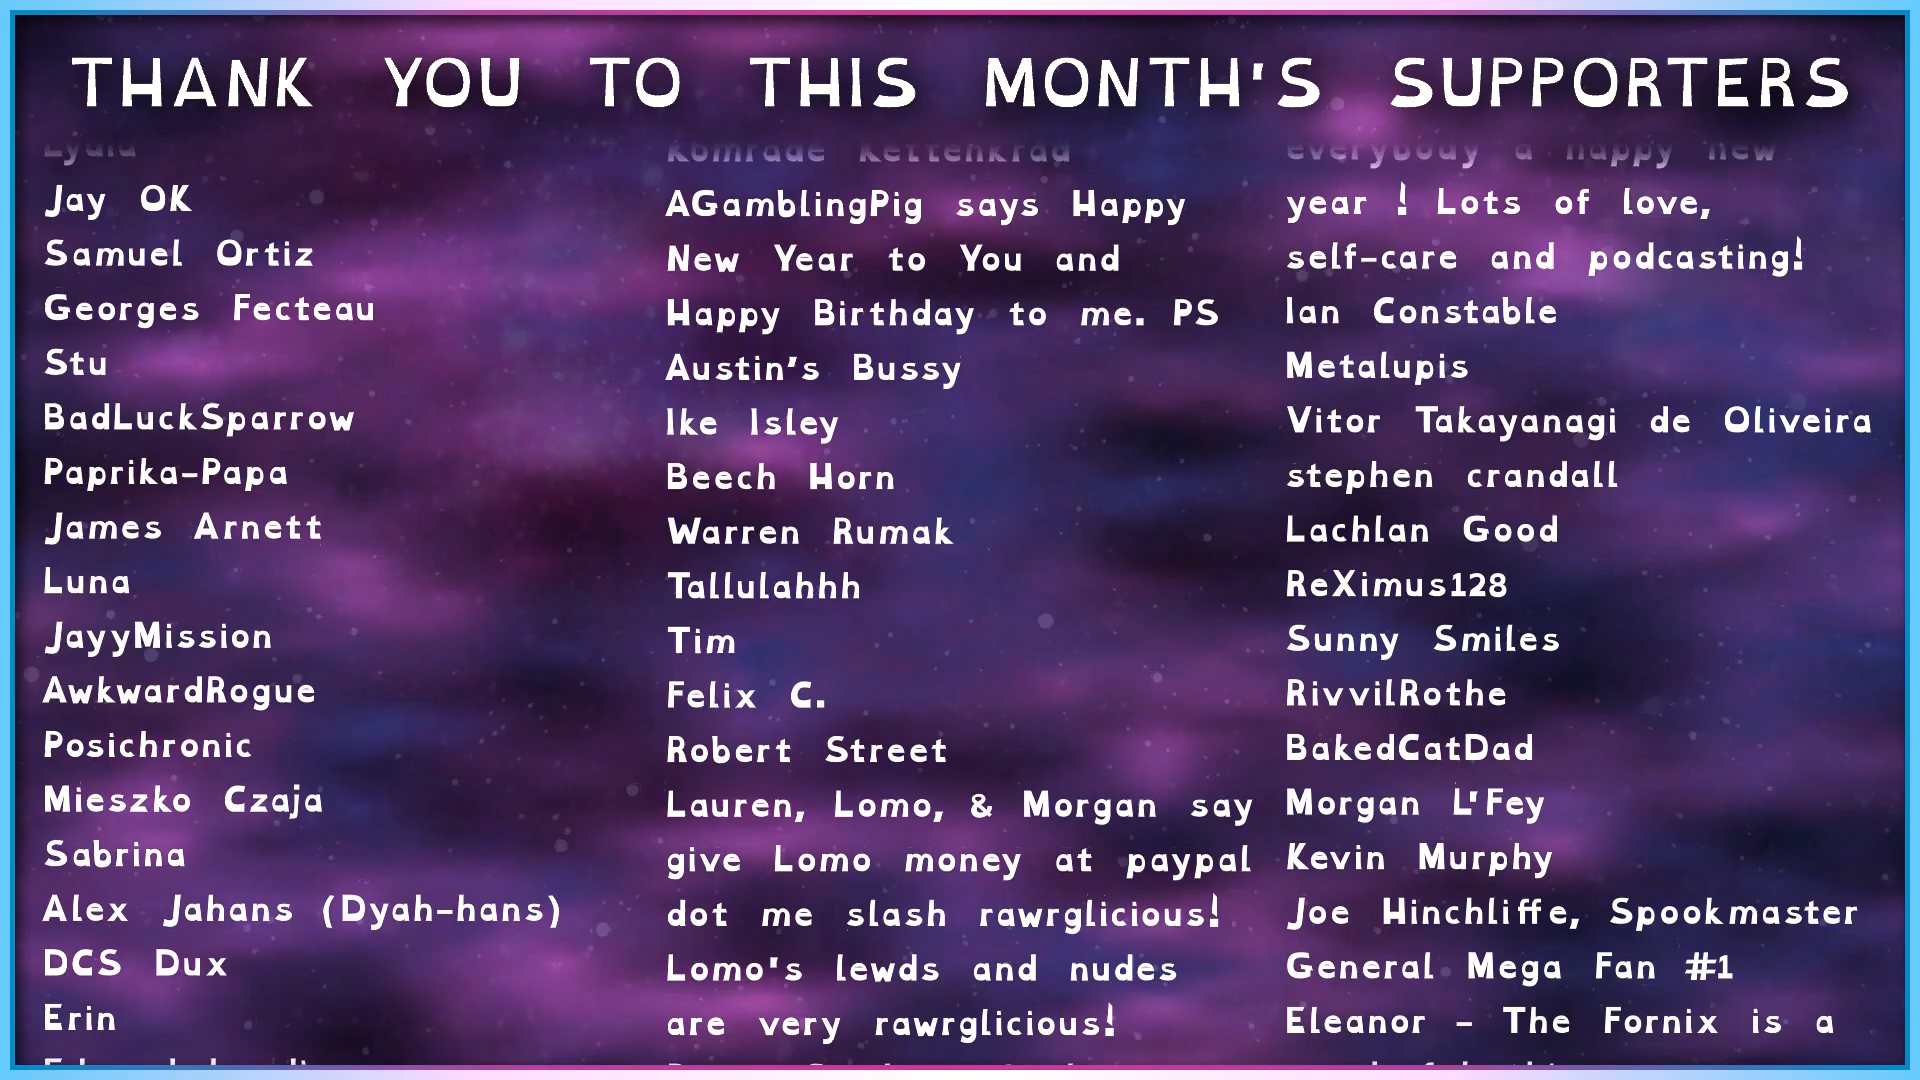 THANK YOU TO THIS MONTH'S SUPPORTERS
Lydia
Jay OK
Samuel Ortiz
Georges Fecteau
Stu
BadLuckSparrow
Paprika-Papa
James Arnett
Luna
JayyMission
AwkwardRogue
Posichronic
Mieszko Czaja
Sabrina
Alex Jahans (Dyah-hans)
DCS Dux
Erin
Komrade Kettenkrad
AGamblingPig says Happy
New Year to You and
Happy Birthday to me. PS
Austin's Bussy
Ike Isley
Beech Horn
Warren Rumak
Tallulahhh
Tim
Felix C.
Robert Street
Lauren, Lomo, & Morgan say
give Lomo money at paypal
dot me slash rawrglicious!
Lomo's lewds and nudes
are very rawrglicious!
everybody a happy new
year ! Lots of love,
self-care and podcasting!
Ian Constable
Metalupis
Vitor Takayanagi de Oliveira
stephen crandall
Lachlan Good
ReXimus128
Sunny Smiles
RivvilRothe
BakedCatDad
Morgan L'Fey
Kevin Murphy
Joe Hinchliffe, Spookmaster
General Mega Fan #1
Eleanor - The Fornix is a